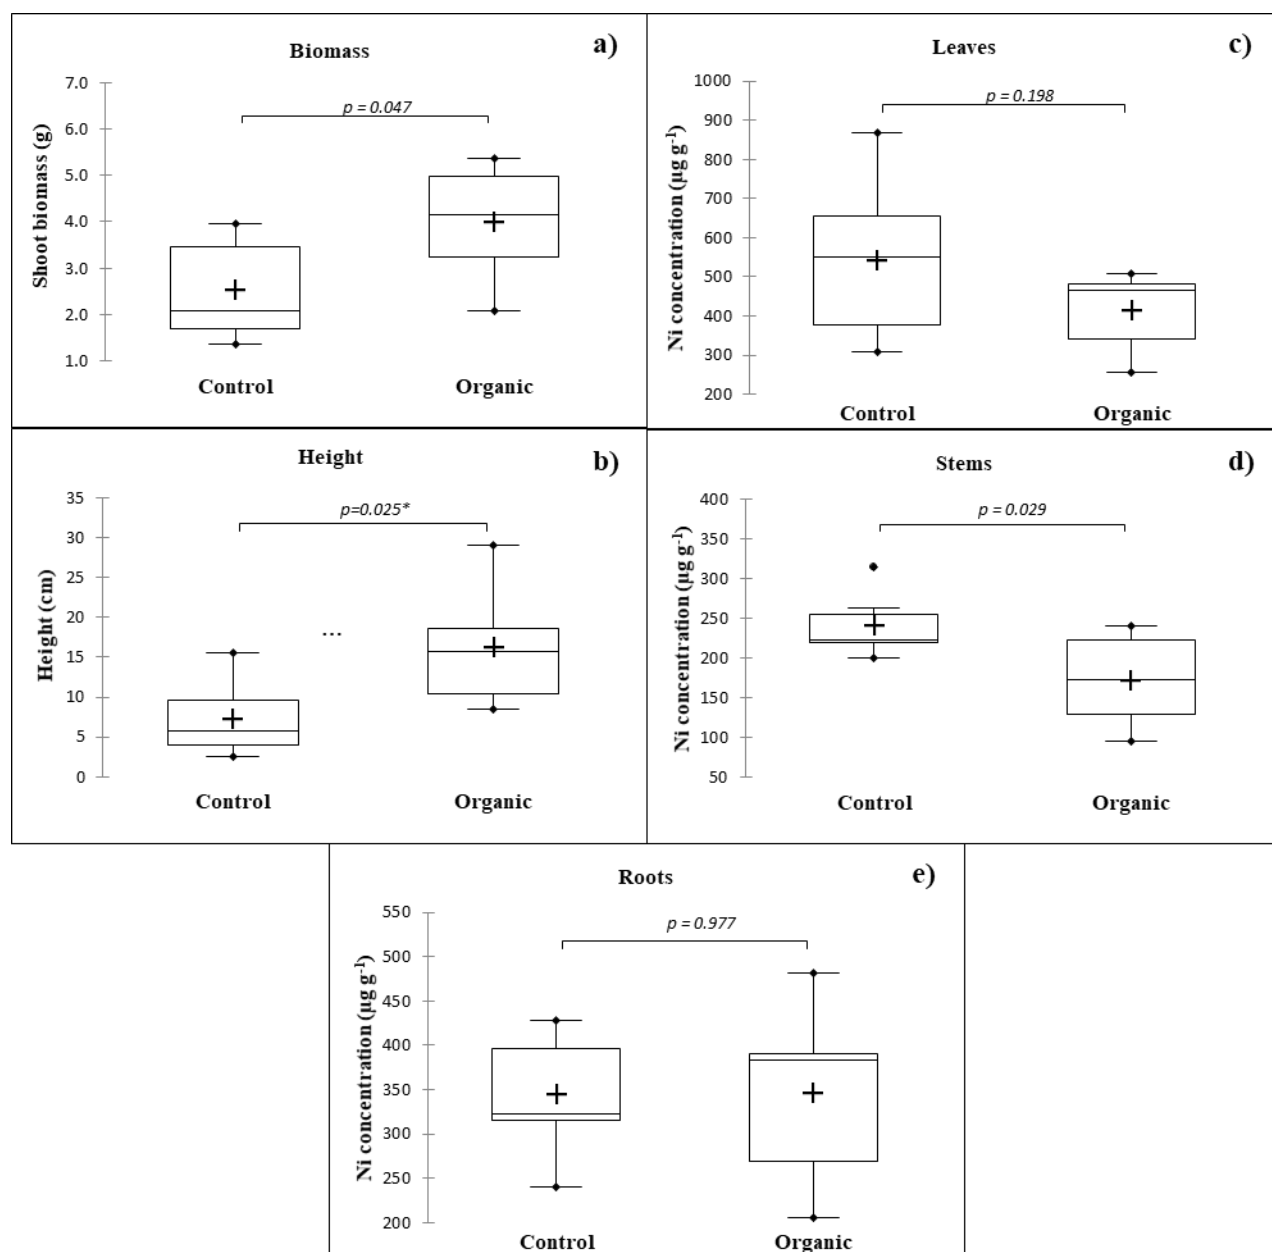 Biomass
a)
7.0
6.0
5.0
4.0
3.0
2.0
1.0
Shoot biomass (g)
p = 0.047
Control
Organic
Leaves
c)
1000
900
800
700
600
500
400
300
200
Ni concentration (µg g⁻¹)
p = 0.198
Control
Organic
Height
b)
35
30
25
20
15
10
5
0
Height (cm)
p=0.025*
...
Control
Organic
Stems
d)
400
350
300
250
200
150
100
50
Ni concentration (µg g⁻¹)
p = 0.029
Control
Organic
Roots
e)
550
500
450
400
350
300
250
200
Ni concentration (µg g⁻¹)
p = 0.977
Control
Organic